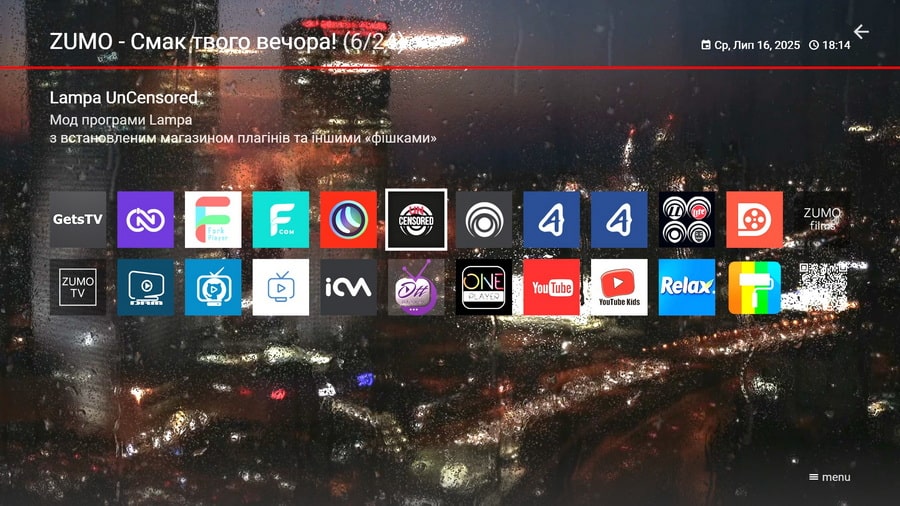 ZUMO - Смак твого вечора! (6/24)
Ср, Лип 16, 2025 18:14
Lampa UnCensored
Мод програми Lampa
з встановленим магазином плагінів та іншими «фішками»
GetsTV
Fork Player
F COM
CENSORED
4
4
D
ZUMO films
ZUMO TV
ONE PLAYER
YouTube
YouTube Kids
Relax.
menu